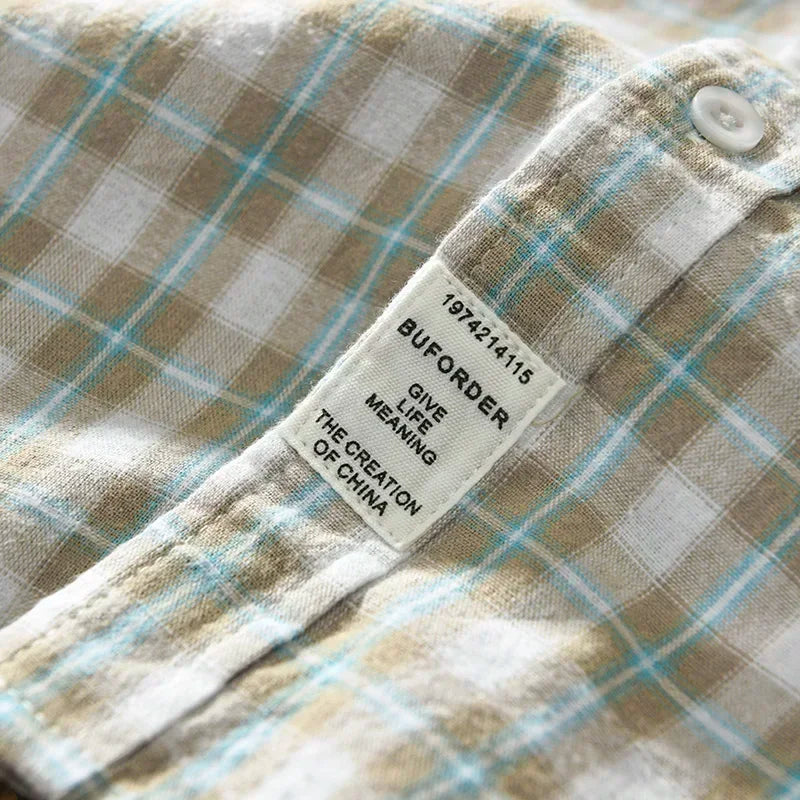 1974214115
BUFORDER
GIVE
LIFE
MEANING
THE CREATION
OF CHINA